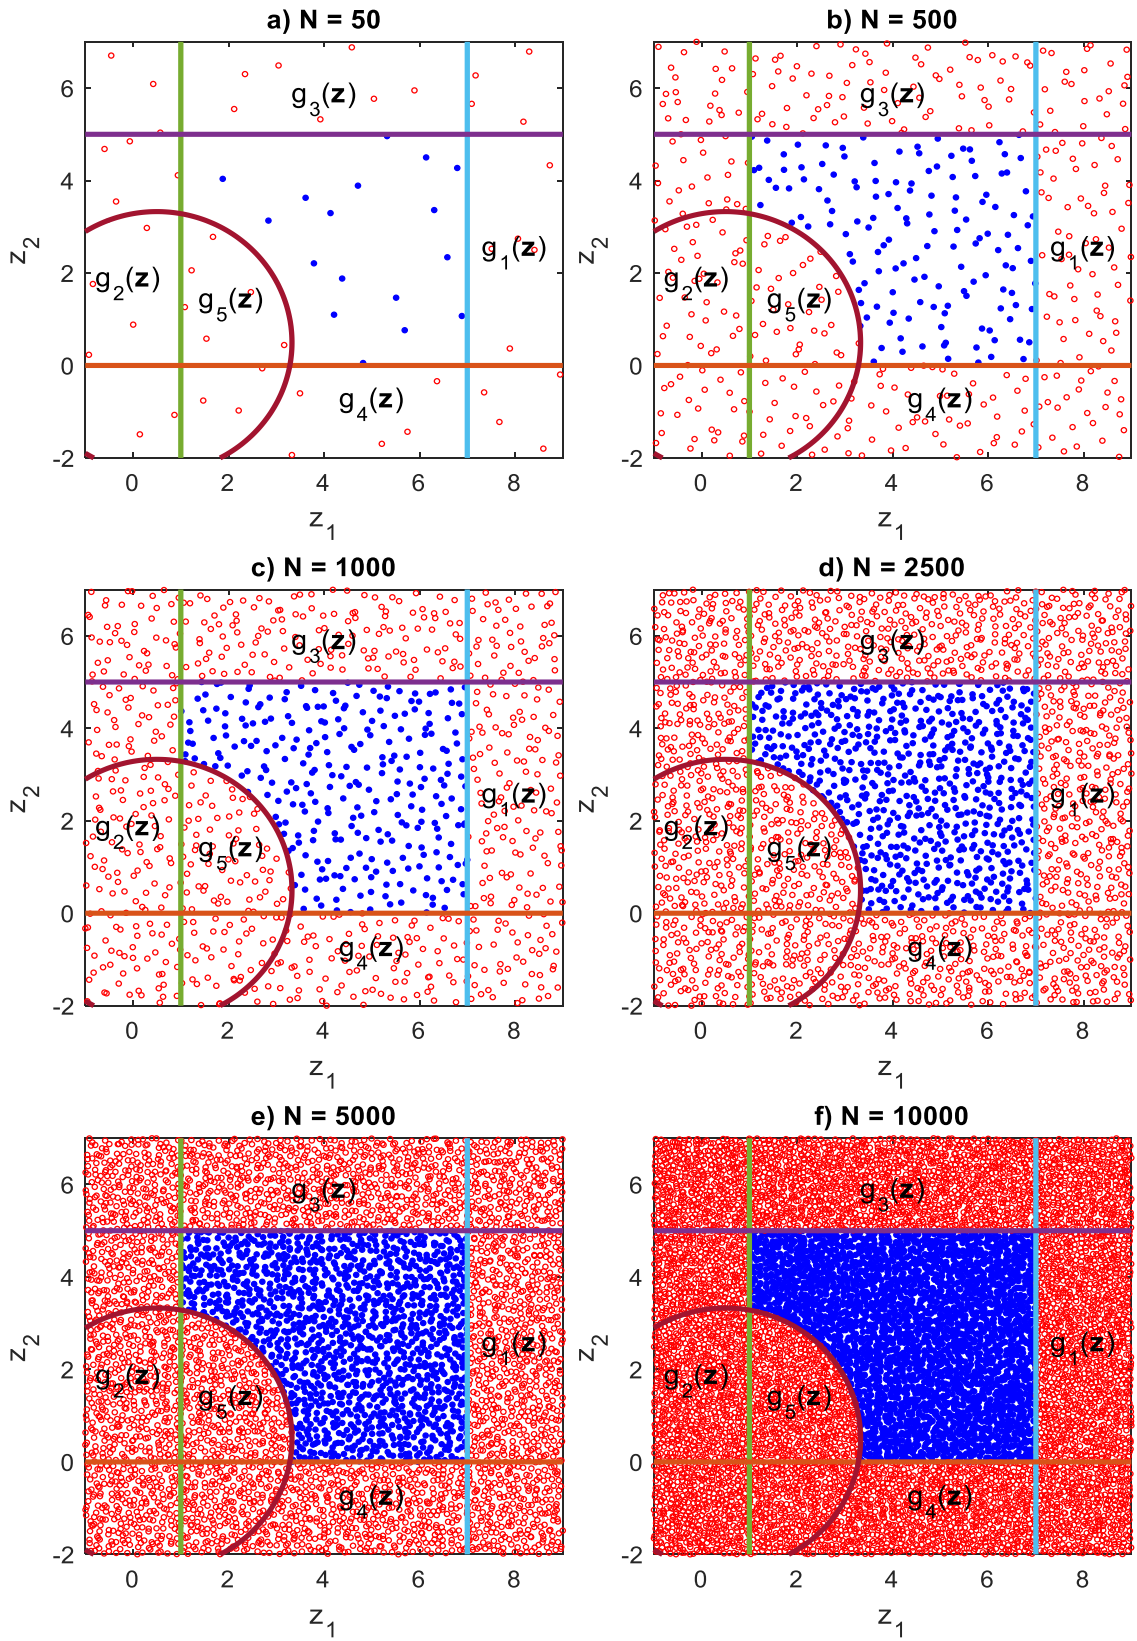 a) N = 50
b) N = 500
6
4
2
0
-2
z2
g3(z)
g1(z)
g2(z)
g5(z)
g4(z)
0 2 4 6 8
z1
6
4
2
0
-2
z2
g3(z)
g1(z)
g2(z)
g5(z)
g4(z)
0 2 4 6 8
z1
c) N = 1000
d) N = 2500
6
4
2
0
-2
z2
g3(z)
g1(z)
g2(z)
g5(z)
g4(z)
0 2 4 6 8
z1
6
4
2
0
-2
z2
g3(z)
g1(z)
g2(z)
g5(z)
g4(z)
0 2 4 6 8
z1
e) N = 5000
f) N = 10000
6
4
2
0
-2
z2
g3(z)
g1(z)
g2(z)
g5(z)
g4(z)
0 2 4 6 8
z1
6
4
2
0
-2
z2
g3(z)
g1(z)
g2(z)
g5(z)
g4(z)
0 2 4 6 8
z1